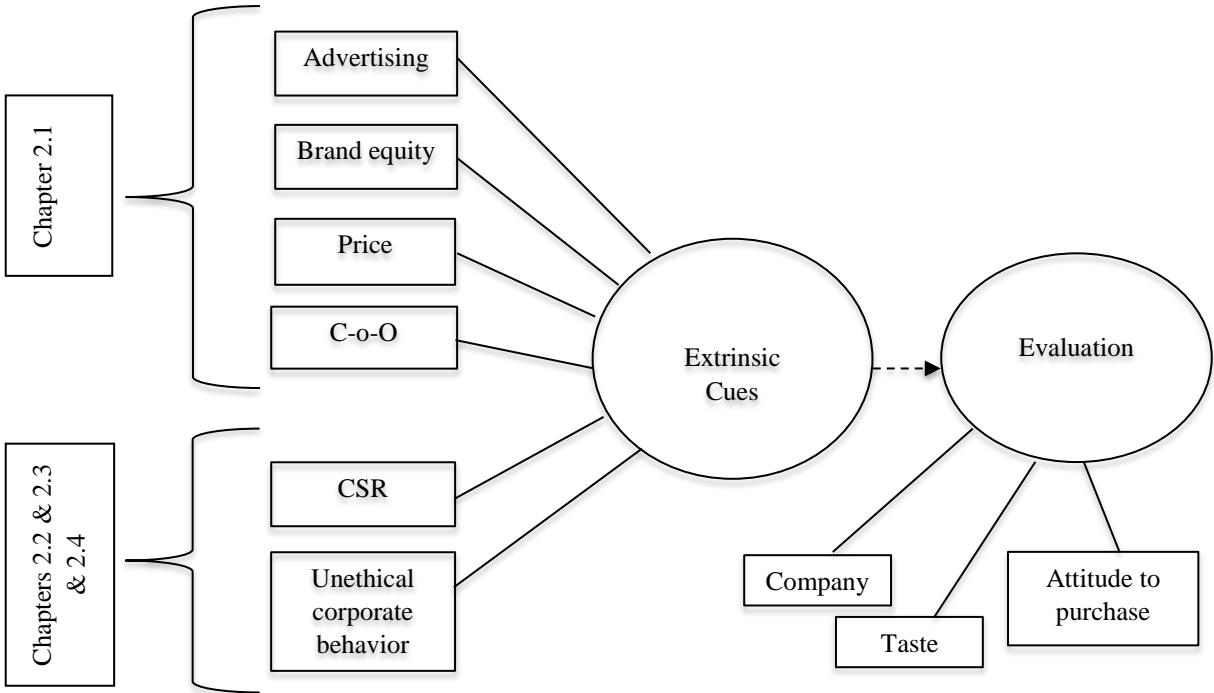 Chapter 2.1
Advertising
Brand equity
Price
C-o-O
Chapters 2.2 & 2.3
& 2.4
CSR
Unethical
corporate
behavior
Extrinsic
Cues
Evaluation
Company
Taste
Attitude to
purchase